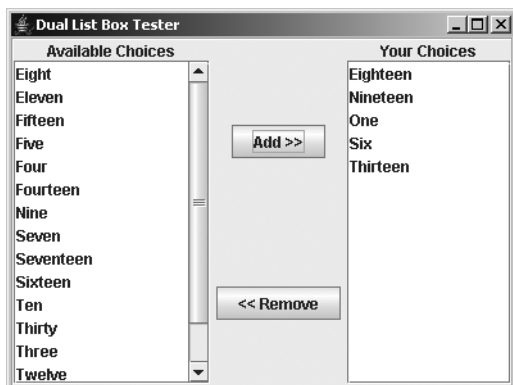 Dual List Box Tester
Available Choices
Eight
Eleven
Fifteen
Five
Four
Fourteen
Nine
Seven
Seventeen
Sixteen
Ten
Thirty
Three
Twelve
Add >>
<< Remove
Your Choices
Eighteen
Nineteen
One
Six
Thirteen